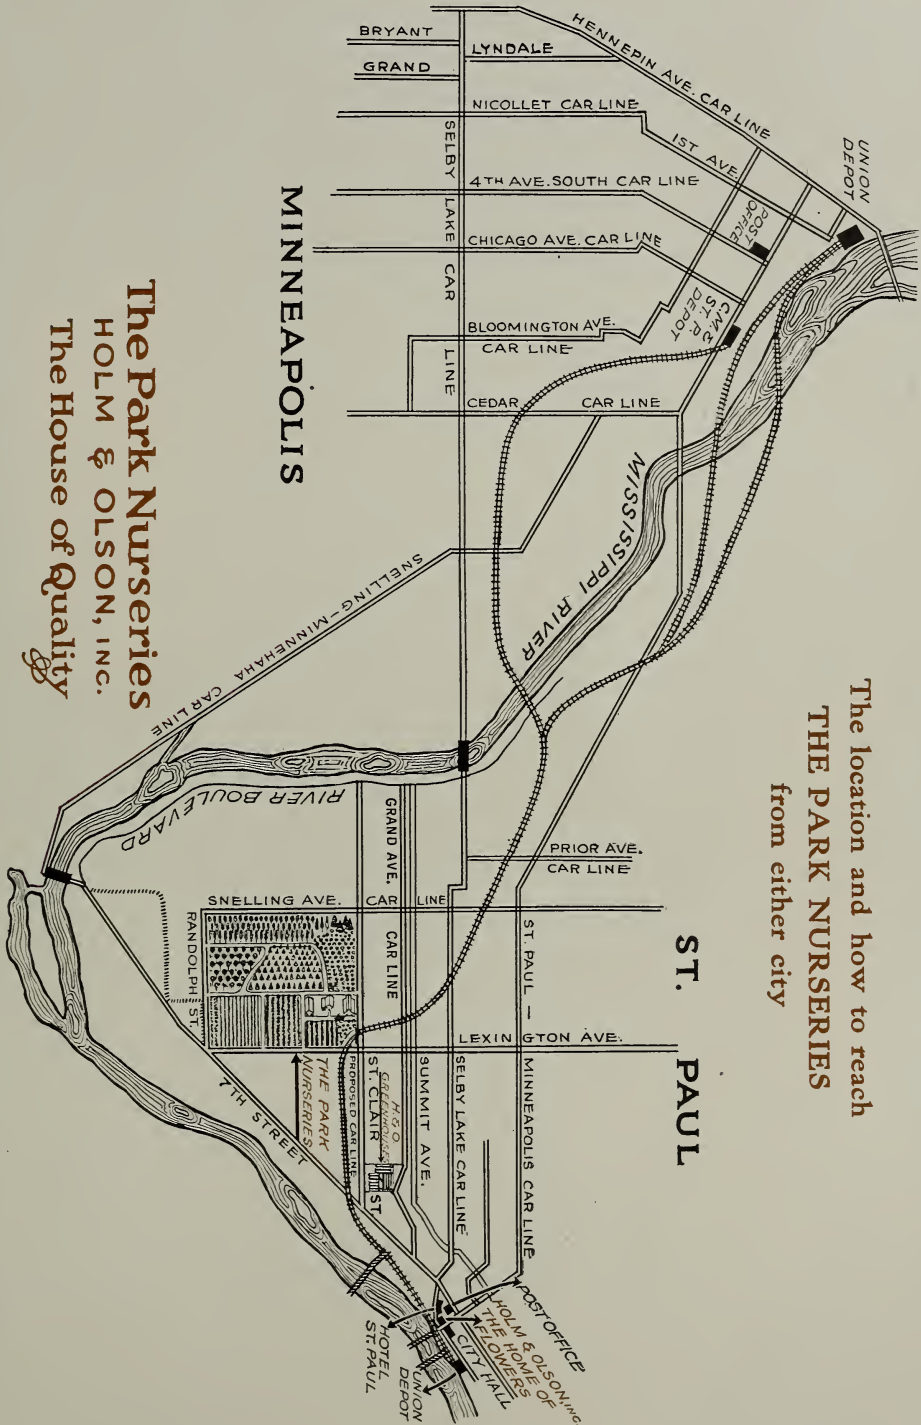 The location and how to reach
THE PARK NURSERIES
from either city
ST. PAUL
MINNEAPOLIS
The Park Nurseries
HOLM & OLSON, INC.
The House of Quality
BRYANT
GRAND
LYNDALE
HENNEPIN AVE. CAR LINE
NICOLLET CAR LINE
1ST AVE.
UNION
DEPOT
SELBY LAKE CAR LINE
4TH AVE. SOUTH CAR LINE
POST
OFFICE
CHICAGO AVE. CAR LINE
C. M. &
ST. P.
DEPOT
BLOOMINGTON AVE.
CAR LINE
CEDAR CAR LINE
MISSISSIPPI RIVER
SNELLING-MINNEHAHA CAR LINE
RIVER BOULEVARD
GRAND AVE. CAR LINE
PRIOR AVE.
CAR LINE
SNELLING AVE. CAR LINE
RANDOLPH ST.
ST. PAUL — MINNEAPOLIS CAR LINE
LEXINGTON AVE.
THE PARK
NURSERIES
PROPOSED CAR LINE
ST. CLAIR ST
H. & O.
GREENHOUSES
SUMMIT AVE.
SELBY LAKE CAR LINE
7TH STREET
POST OFFICE
HOLM & OLSON, INC.
THE HOME OF
FLOWERS
CITY HALL
HOTEL
ST. PAUL
UNION
DEPOT